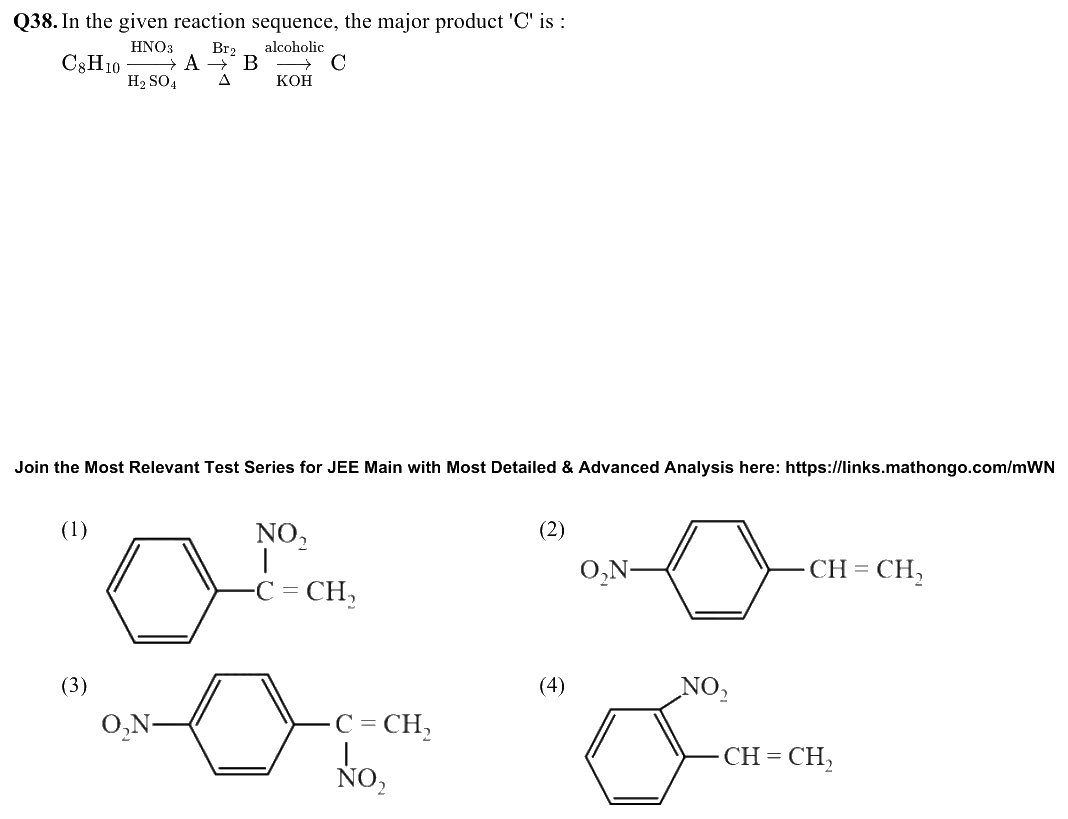 Q38. In the given reaction sequence, the major product 'C' is :
C₈H₁₀ —HNO₃/H₂SO₄→ A —Br₂/Δ→ B —alcoholic/KOH→ C
Join the Most Relevant Test Series for JEE Main with Most Detailed & Advanced Analysis here: https://links.mathongo.com/mWN
(1) NO₂ C = CH₂
(2) O₂N CH = CH₂
(3) O₂N C = CH₂ NO₂
(4) NO₂ CH = CH₂